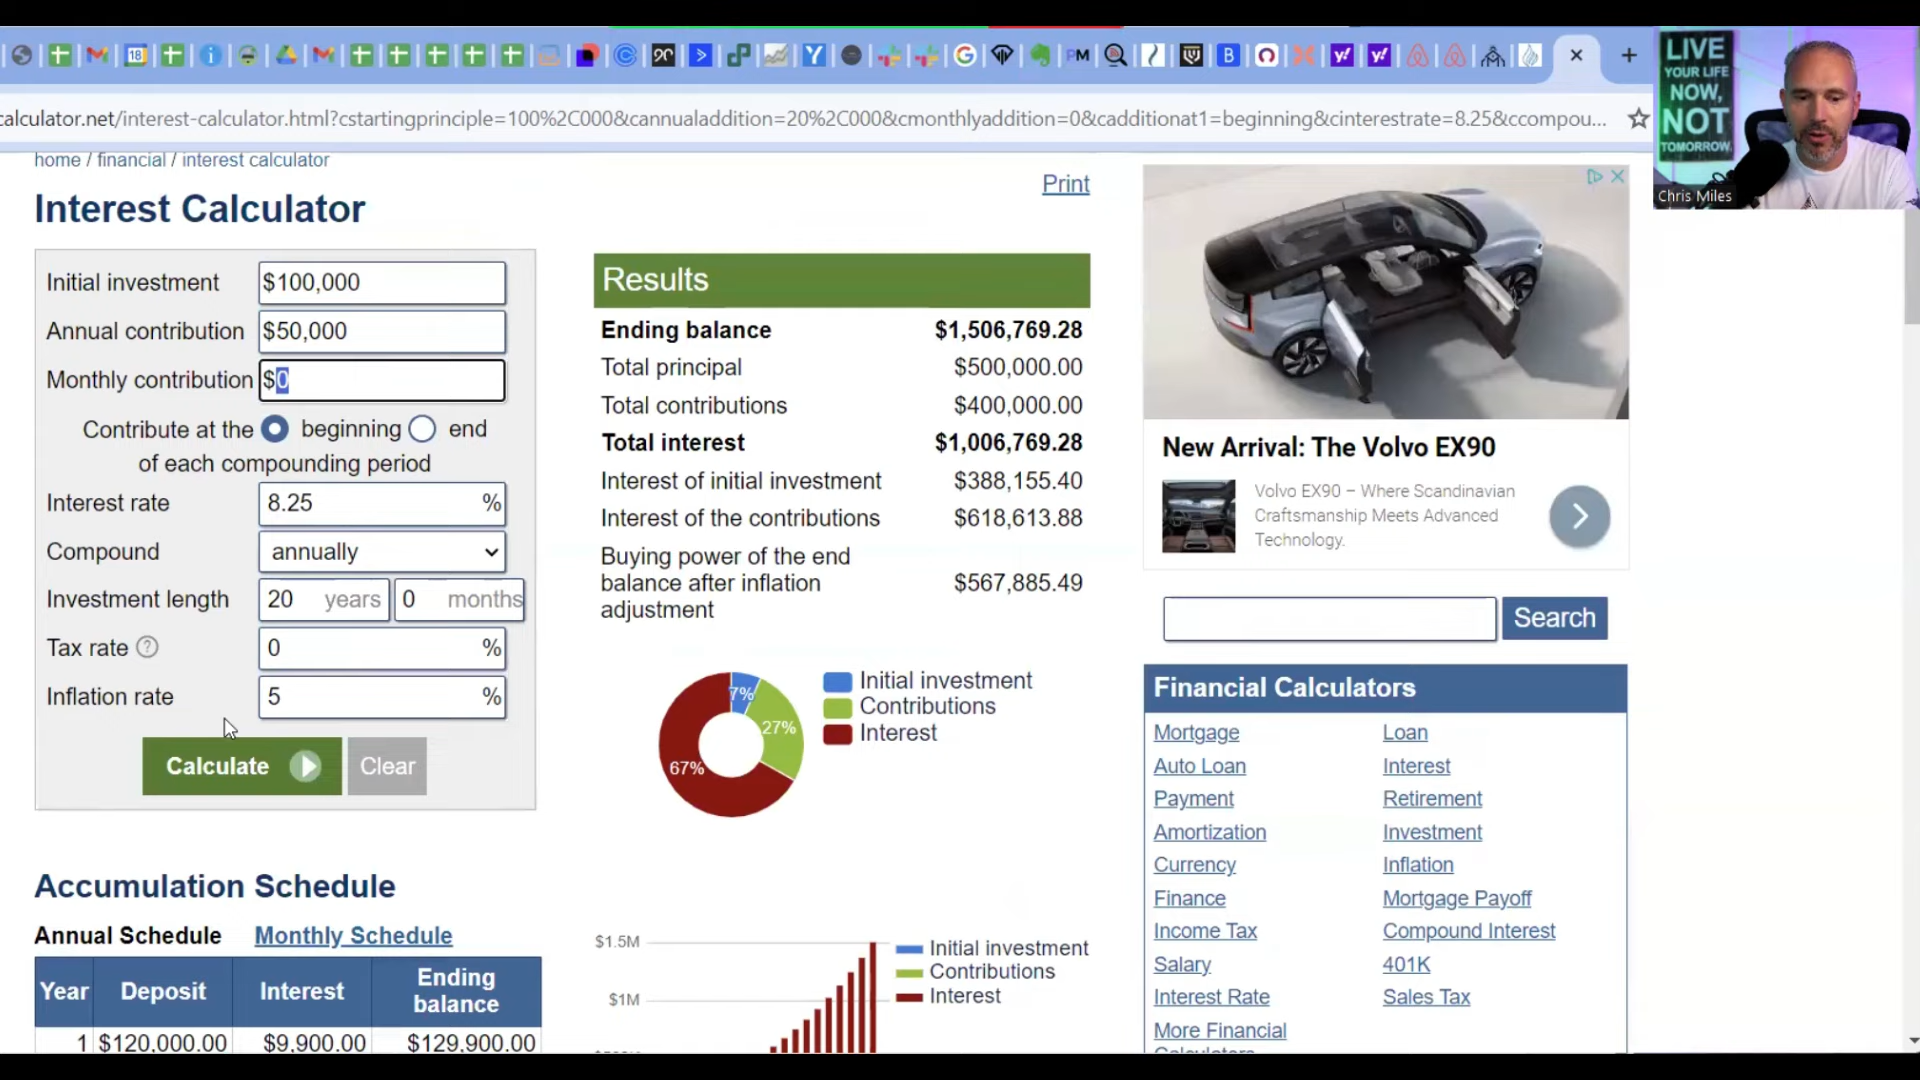 18
PM
calculator.net/interest-calculator.html?cstartingprinciple=100%2C000&cannualaddition=20%2C000&cmonthlyaddition=0&cadditionat1=beginning&cinterestrate=8.25&ccompou...
LIVE
YOUR LIFE
NOW,
NOT
TOMORROW.
Chris Miles
home / financial / interest calculator
Print
Interest Calculator
Initial investment $100,000
Annual contribution $50,000
Monthly contribution $0
Contribute at the beginning end
of each compounding period
Interest rate 8.25 %
Compound annually
Investment length 20 years 0 months
Tax rate ? 0 %
Inflation rate 5 %
Calculate Clear
Results
Ending balance $1,506,769.28
Total principal $500,000.00
Total contributions $400,000.00
Total interest $1,006,769.28
Interest of initial investment $388,155.40
Interest of the contributions $618,613.88
Buying power of the end
balance after inflation $567,885.49
adjustment
7%
27%
67%
Initial investment
Contributions
Interest
New Arrival: The Volvo EX90
Volvo EX90 – Where Scandinavian
Craftsmanship Meets Advanced
Technology.
Search
Financial Calculators
Mortgage Loan
Auto Loan Interest
Payment Retirement
Amortization Investment
Currency Inflation
Finance Mortgage Payoff
Income Tax Compound Interest
Salary 401K
Interest Rate Sales Tax
More Financial
Accumulation Schedule
Annual Schedule Monthly Schedule
Year Deposit Interest Ending
balance
1 $120,000.00 $9,900.00 $129,900.00
$1.5M
$1M
Initial investment
Contributions
Interest